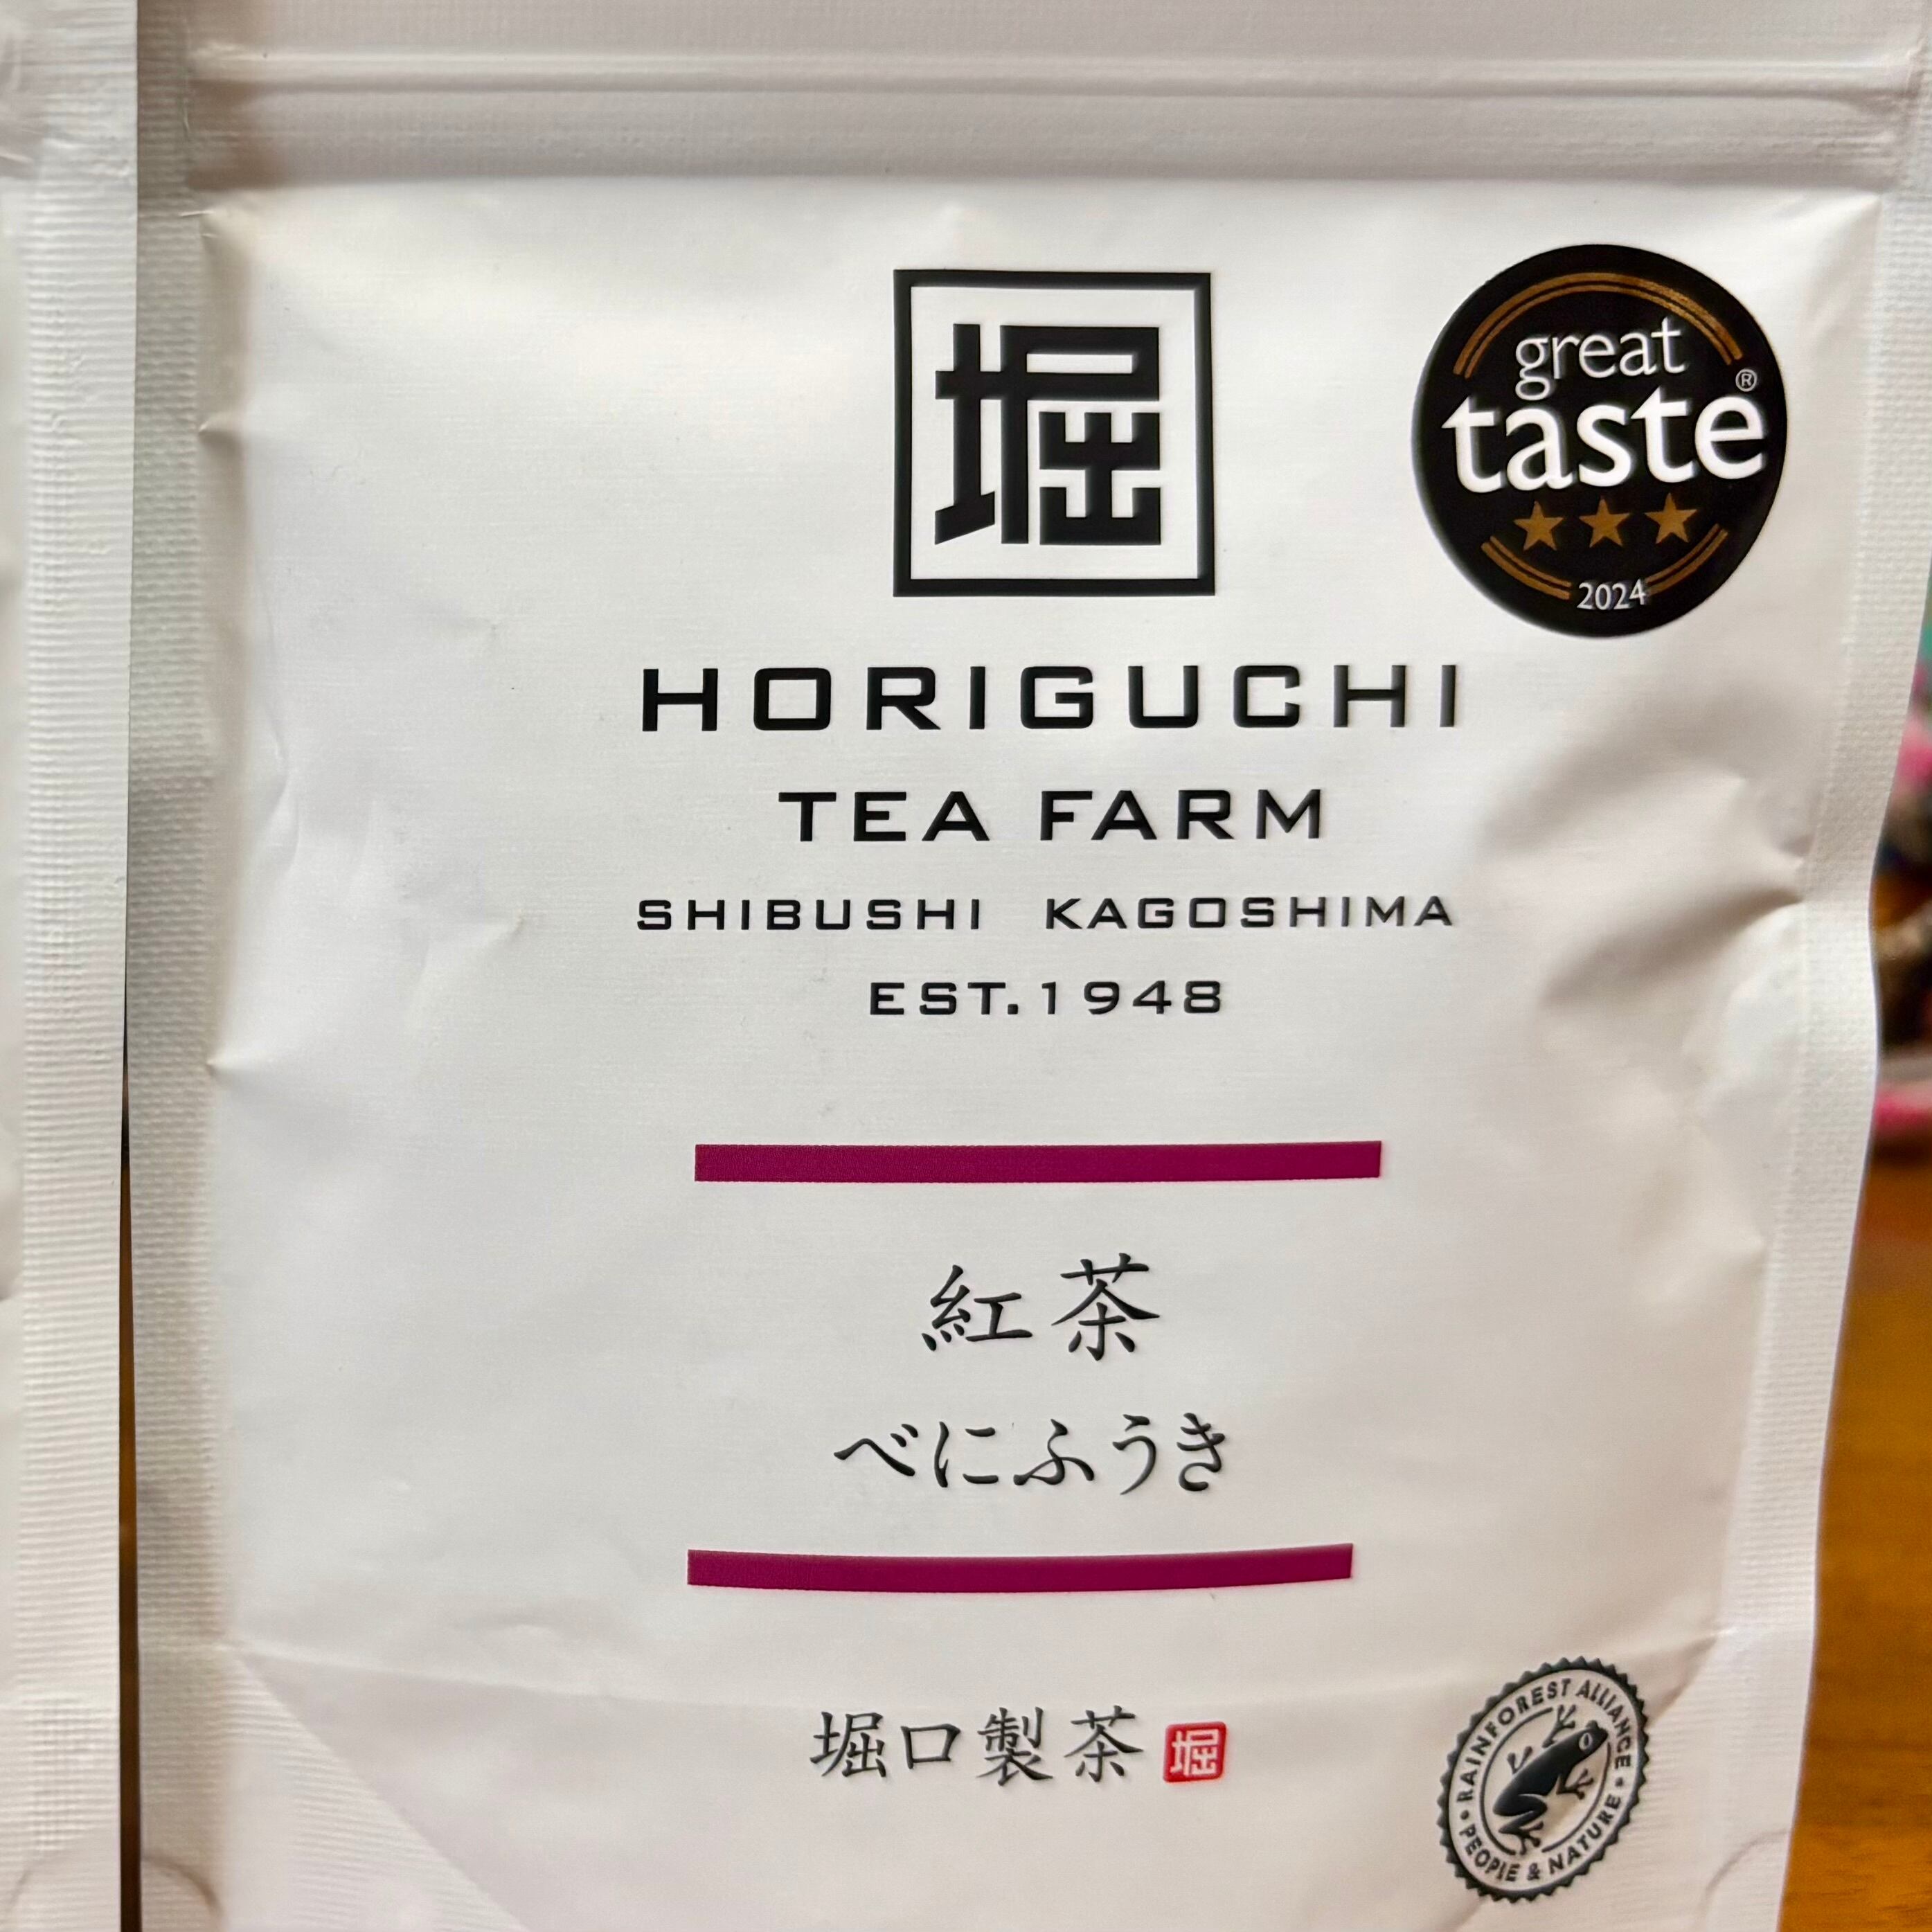 堀
great
taste®
2024
HORIGUCHI
TEA FARM
SHIBUSHI KAGOSHIMA
EST.1948
紅茶
べにふうき
堀口製茶 堀
RAINFOREST ALLIANCE
PEOPLE & NATURE